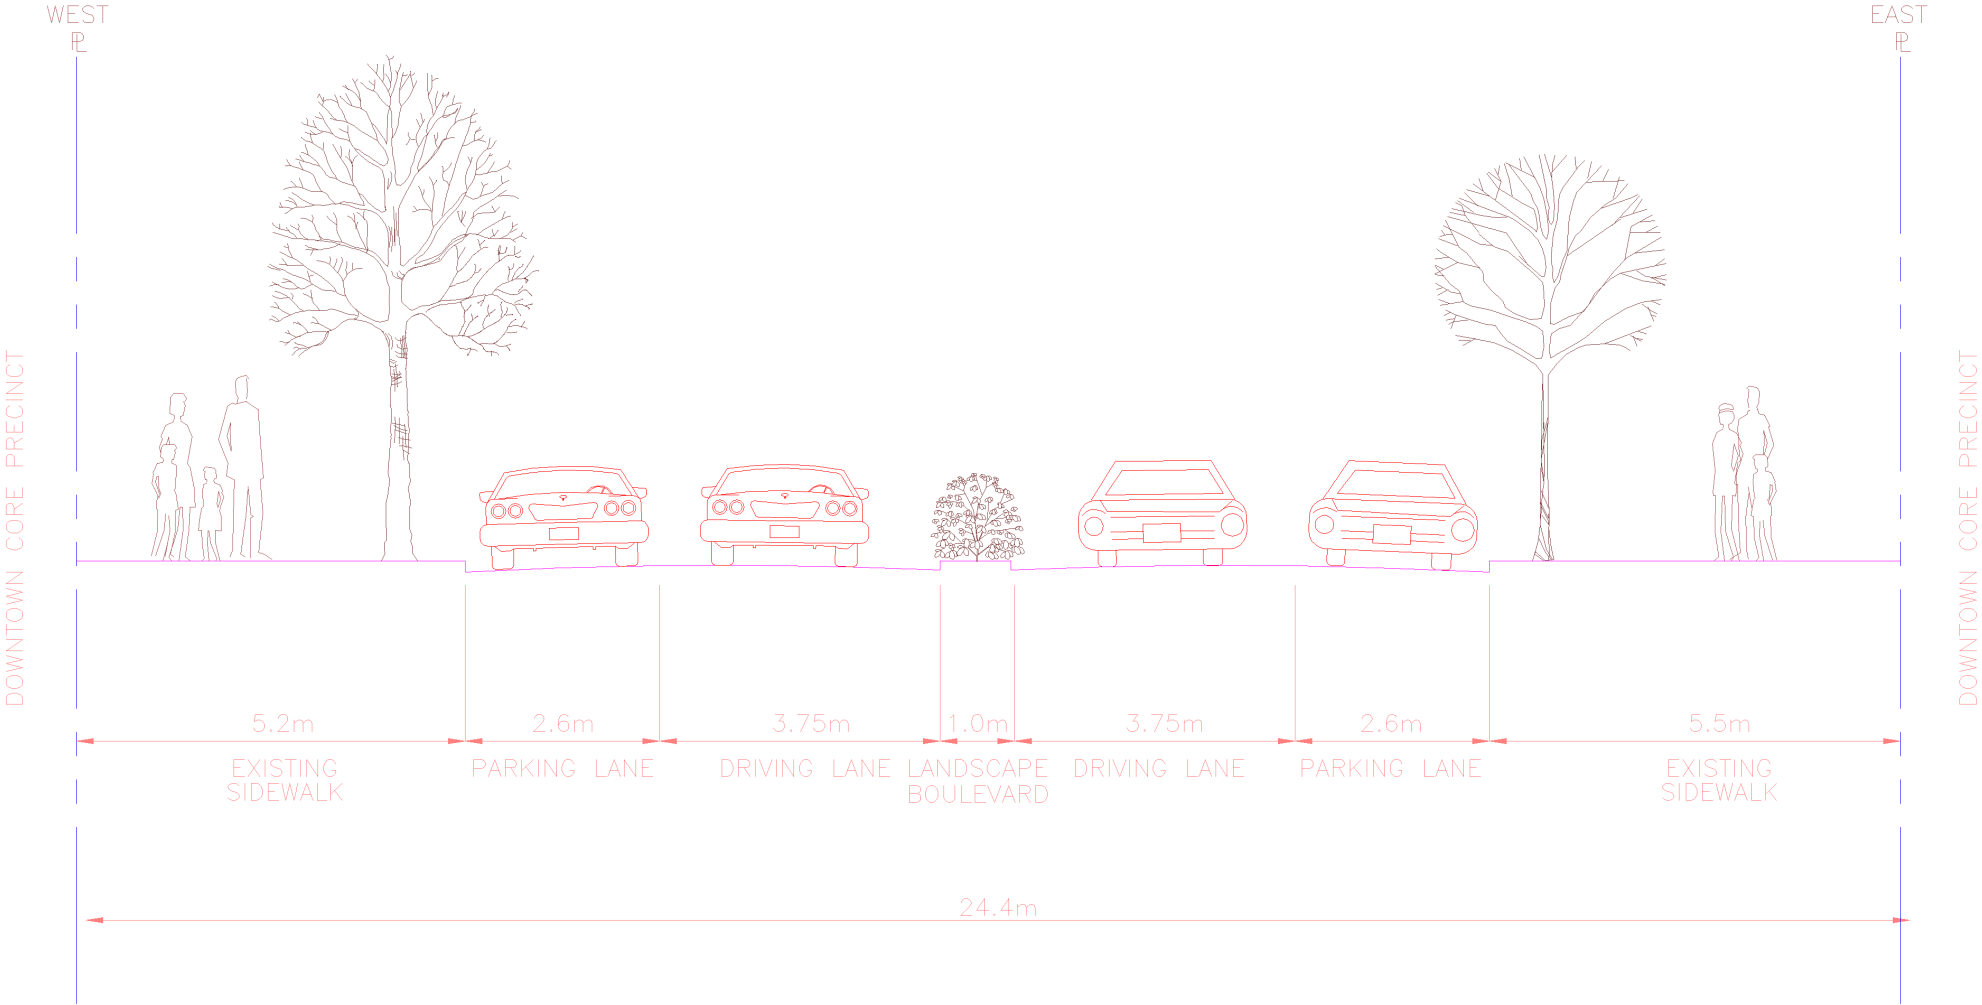 WEST
PL
EAST
PL
DOWNTOWN CORE PRECINCT
DOWNTOWN CORE PRECINCT
5.2m
2.6m
3.75m
1.0m
3.75m
2.6m
5.5m
EXISTING
SIDEWALK
PARKING LANE
DRIVING LANE
LANDSCAPE
BOULEVARD
DRIVING LANE
PARKING LANE
EXISTING
SIDEWALK
24.4m